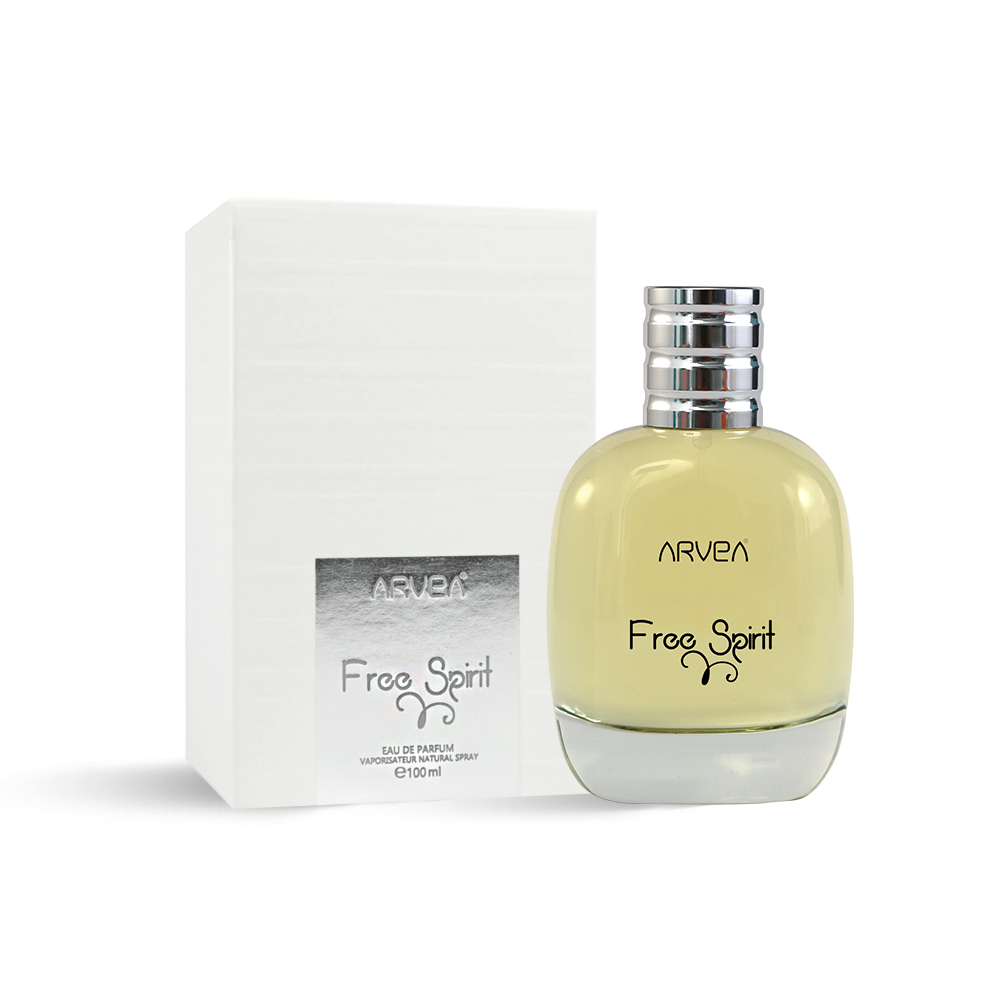 ARVEA®
Free Spirit
EAU DE PARFUM
VAPORISATEUR NATURAL SPRAY
℮100 ml
ARVEA®
Free Spirit